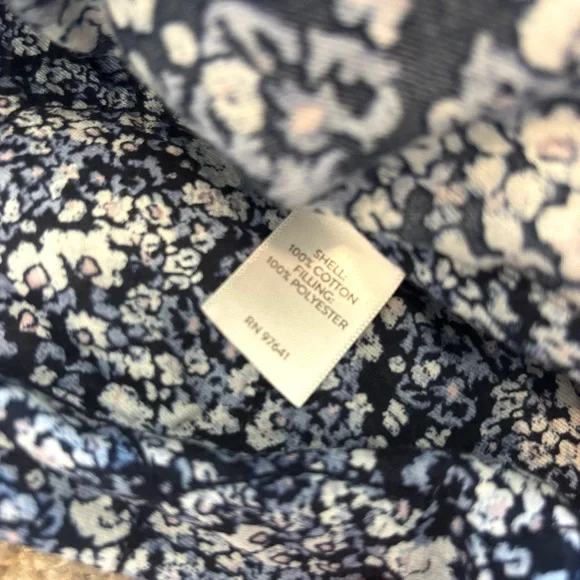 SHELL:
100% COTTON
FILLING:
100% POLYESTER
RN 97641